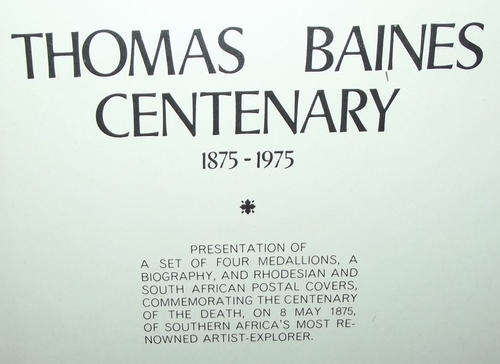 THOMAS BAINES
CENTENARY
1875 - 1975
PRESENTATION OF
A SET OF FOUR MEDALLIONS, A
BIOGRAPHY, AND RHODESIAN AND
SOUTH AFRICAN POSTAL COVERS,
COMMEMORATING THE CENTENARY
OF THE DEATH, ON 8 MAY 1875,
OF SOUTHERN AFRICA'S MOST RE-
NOWNED ARTIST-EXPLORER.